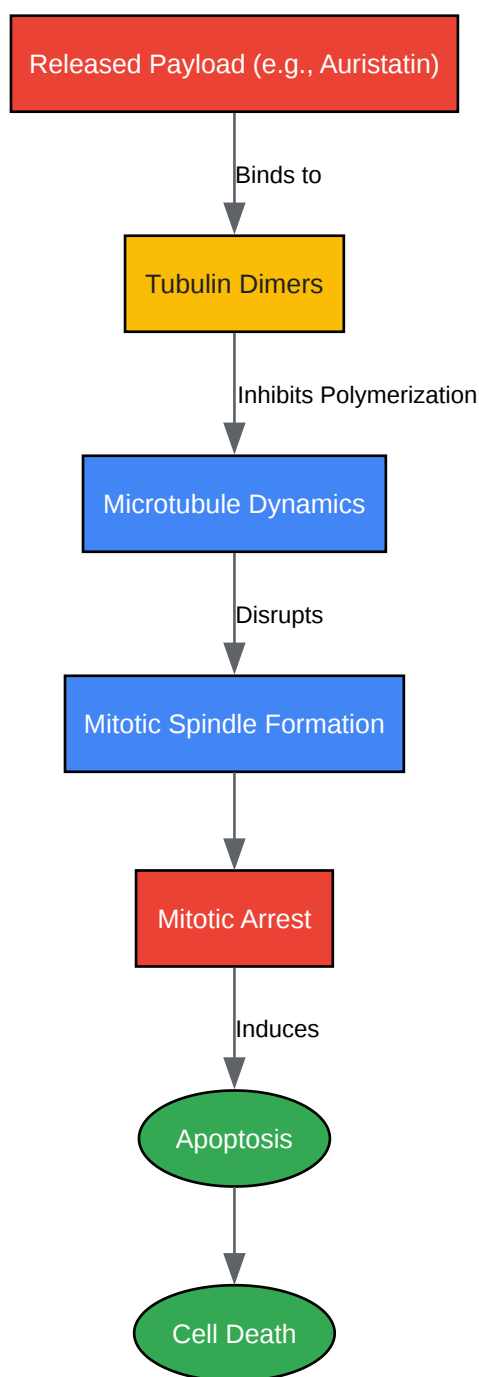 Released Payload (e.g., Auristatin)
Binds to
Tubulin Dimers
Inhibits Polymerization
Microtubule Dynamics
Disrupts
Mitotic Spindle Formation
Mitotic Arrest
Induces
Apoptosis
Cell Death